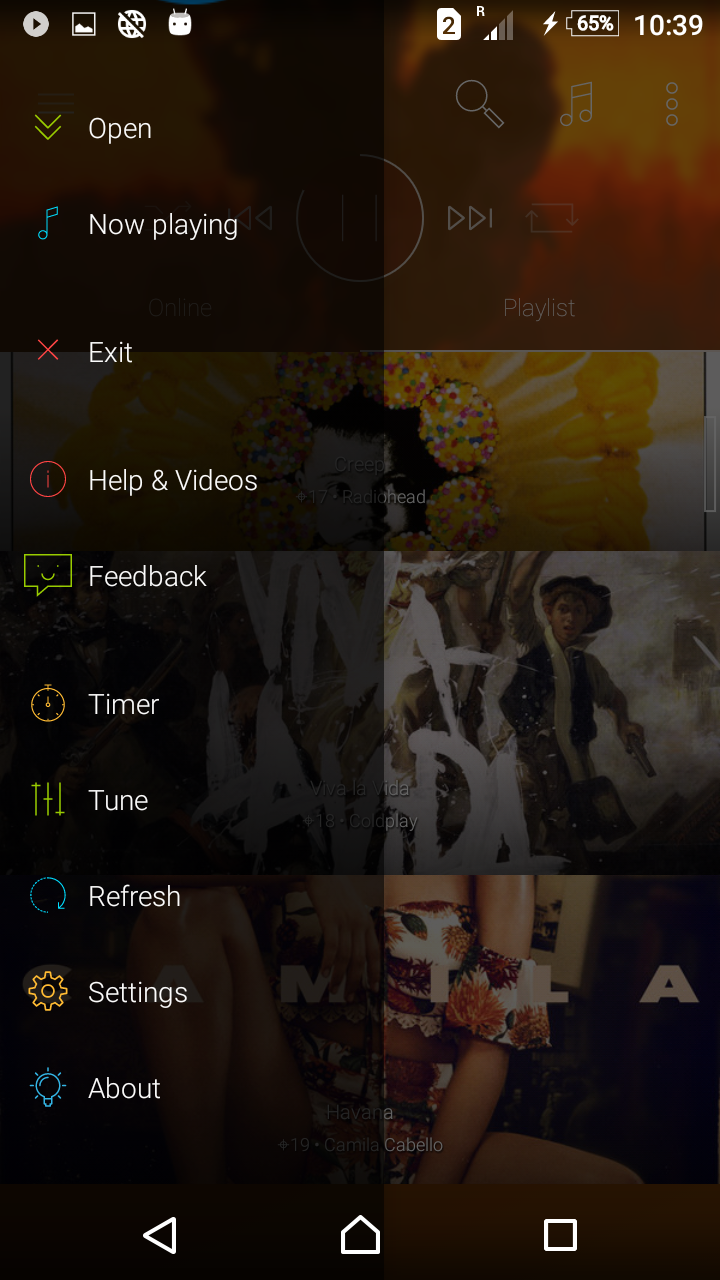 2 R 65% 10:39
Open
Now playing
Online Playlist
Exit
Creep
17 • Radiohead
Help & Videos
Feedback
VIVA LA VIDA
Timer
Viva la Vida
18 • Coldplay
Tune
Refresh
CAMILA
Settings
About
Havana
19 • Camila Cabello